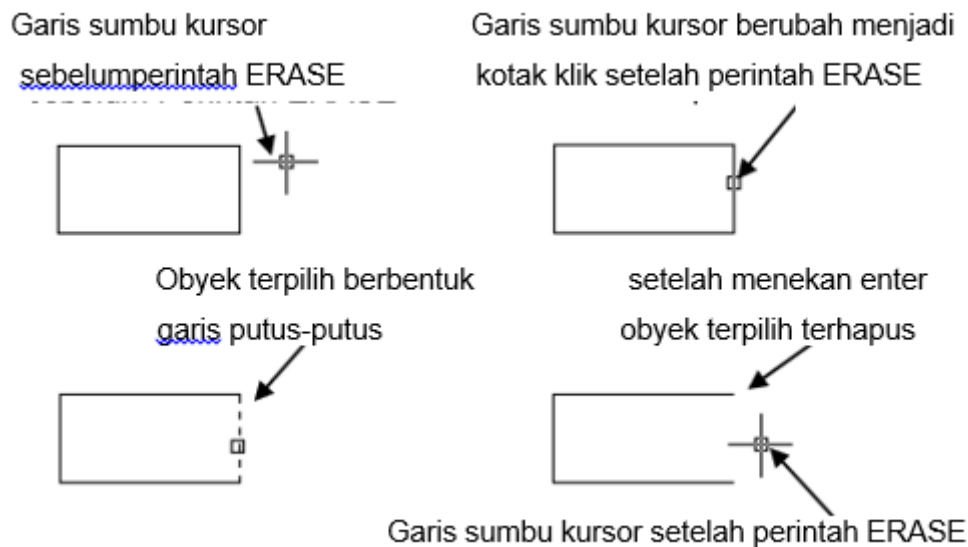 Garis sumbu kursor
sebelumperintah ERASE
Garis sumbu kursor berubah menjadi
kotak klik setelah perintah ERASE
Obyek terpilih berbentuk
garis putus-putus
setelah menekan enter
obyek terpilih terhapus
Garis sumbu kursor setelah perintah ERASE